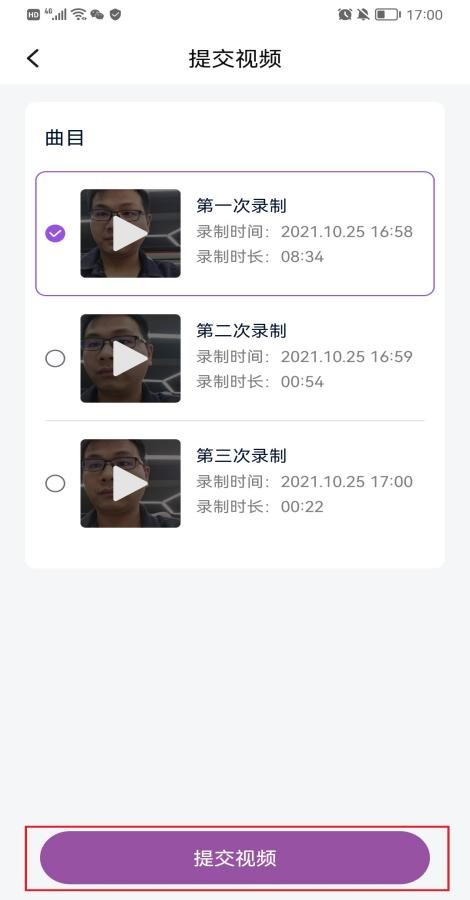 HD 4G 17:00
提交视频
曲目
第一次录制
录制时间：2021.10.25 16:58
录制时长：08:34
第二次录制
录制时间：2021.10.25 16:59
录制时长：00:54
第三次录制
录制时间：2021.10.25 17:00
录制时长：00:22
提交视频